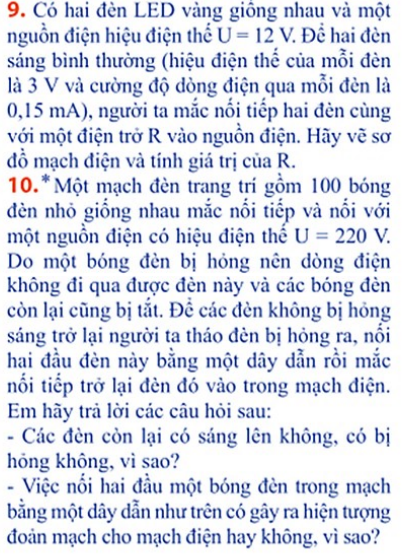 9. Có hai đèn LED vàng giống nhau và một
nguồn điện hiệu điện thế U = 12 V. Để hai đèn
sáng bình thường (hiệu điện thế của mỗi đèn
là 3 V và cường độ dòng điện qua mỗi đèn là
0,15 mA), người ta mắc nối tiếp hai đèn cùng
với một điện trở R vào nguồn điện. Hãy vẽ sơ
đồ mạch điện và tính giá trị của R.
10.* Một mạch đèn trang trí gồm 100 bóng
đèn nhỏ giống nhau mắc nối tiếp và nối với
một nguồn điện có hiệu điện thế U = 220 V.
Do một bóng đèn bị hỏng nên dòng điện
không đi qua được đèn này và các bóng đèn
còn lại cũng bị tắt. Để các đèn không bị hỏng
sáng trở lại người ta tháo đèn bị hỏng ra, nối
hai đầu đèn này bằng một dây dẫn rồi mắc
nối tiếp trở lại đèn đó vào trong mạch điện.
Em hãy trả lời các câu hỏi sau:
- Các đèn còn lại có sáng lên không, có bị
hỏng không, vì sao?
- Việc nối hai đầu một bóng đèn trong mạch
bằng một dây dẫn như trên có gây ra hiện tượng
đoản mạch cho mạch điện hay không, vì sao?